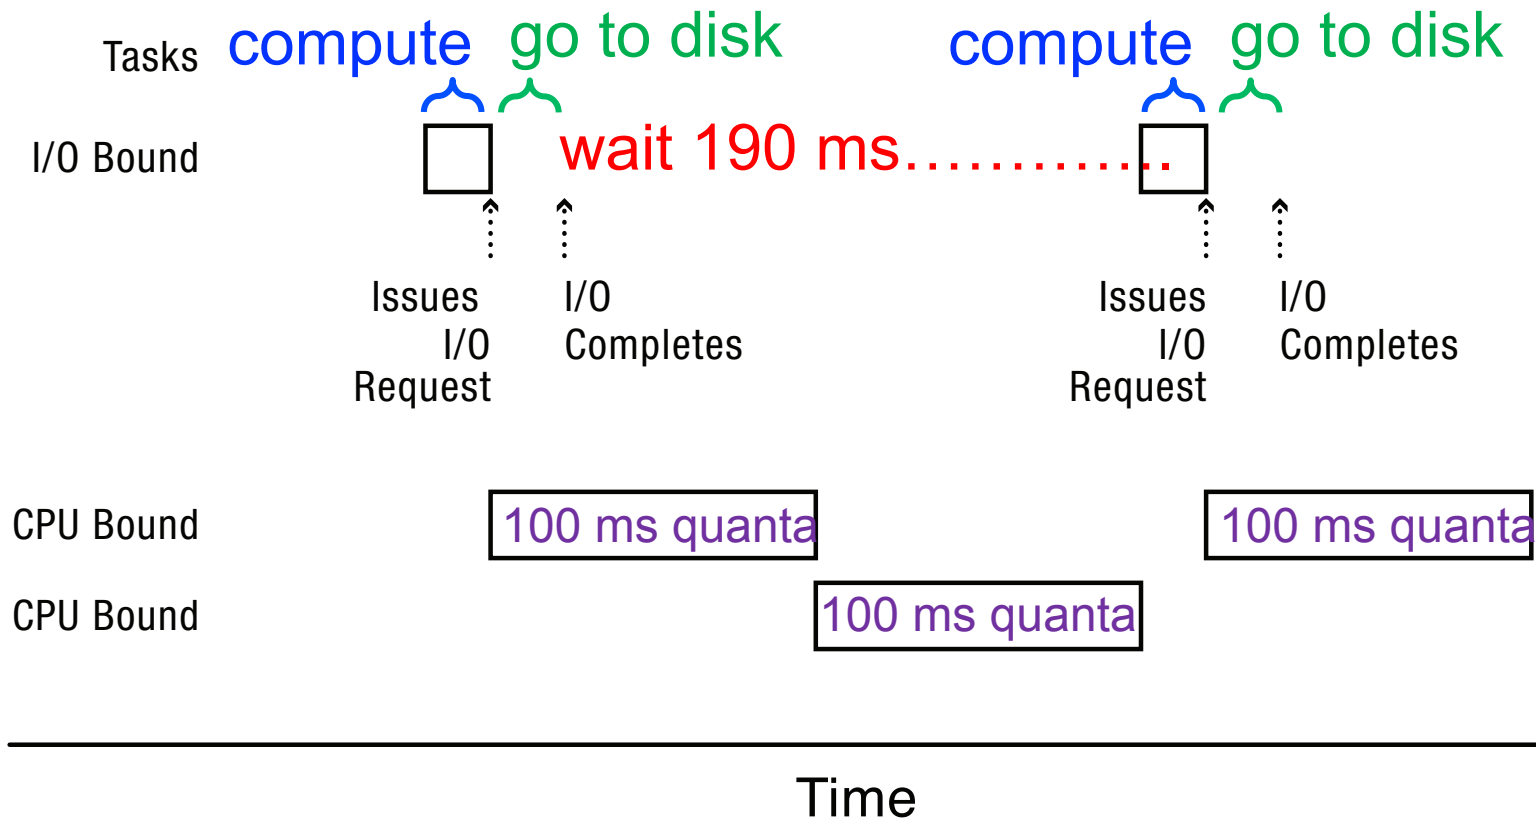 Tasks compute go to disk compute go to disk
I/O Bound wait 190 ms.............
Issues I/O Issues I/O
I/O Completes I/O Completes
Request Request
CPU Bound 100 ms quanta 100 ms quanta
CPU Bound 100 ms quanta
Time